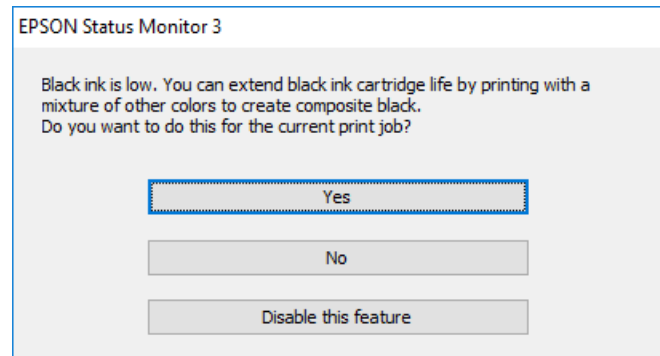 EPSON Status Monitor 3
Black ink is low. You can extend black ink cartridge life by printing with a
mixture of other colors to create composite black.
Do you want to do this for the current print job?
Yes
No
Disable this feature